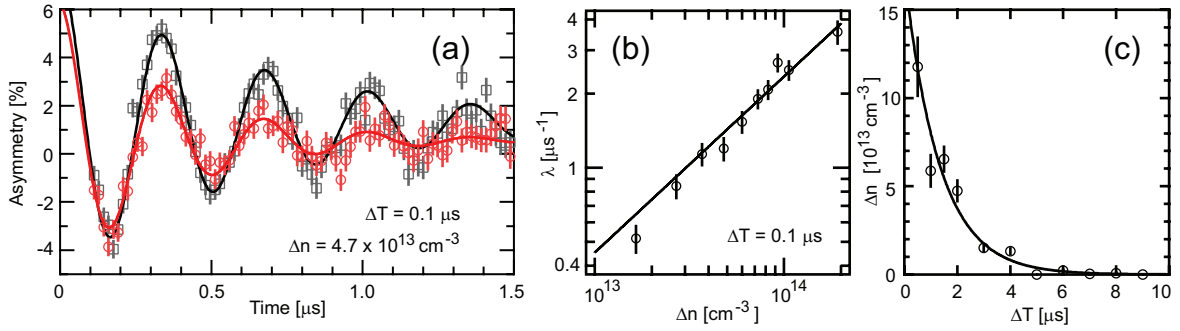 (a)
Asymmetry [%]
6
4
2
0
-2
-4
ΔT = 0.1 μs
Δn = 4.7 x 10¹³ cm⁻³
0
0.5
1.0
1.5
Time [μs]
(b)
λ [μs⁻¹]
4
2
1
0.4
ΔT = 0.1 μs
10¹³
10¹⁴
Δn [cm⁻³]
(c)
Δn [10¹³ cm⁻³]
15
10
5
0
0
2
4
6
8
10
ΔT [μs]